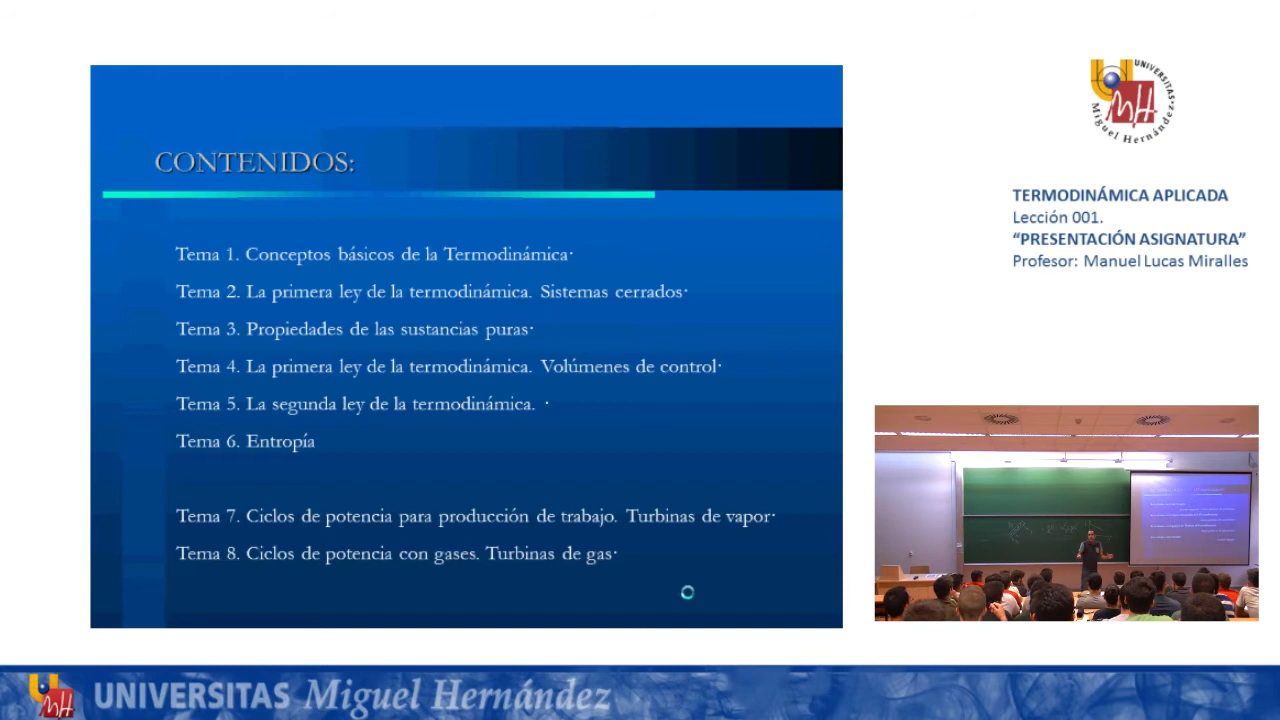 CONTENIDOS:
Tema 1. Conceptos básicos de la Termodinámica·
Tema 2. La primera ley de la termodinámica. Sistemas cerrados·
Tema 3. Propiedades de las sustancias puras·
Tema 4. La primera ley de la termodinámica. Volúmenes de control·
Tema 5. La segunda ley de la termodinámica. ·
Tema 6. Entropía
Tema 7. Ciclos de potencia para producción de trabajo. Turbinas de vapor·
Tema 8. Ciclos de potencia con gases. Turbinas de gas·
UNIVERSITAS
Miguel Hernández
TERMODINÁMICA APLICADA
Lección 001.
“PRESENTACIÓN ASIGNATURA”
Profesor: Manuel Lucas Miralles
UNIVERSITAS Miguel Hernández